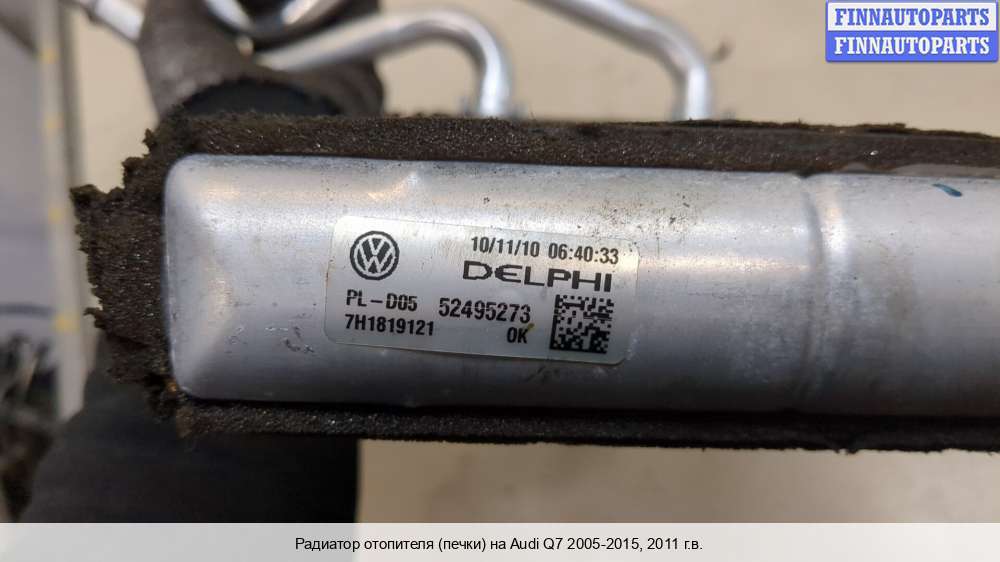 FINNAUTOPARTS
FINNAUTOPARTS
VW
10/11/10 06:40:33
DELPHI
PL-D05 52495273
7H1819121 OK
Радиатор отопителя (печки) на Audi Q7 2005-2015, 2011 г.в.